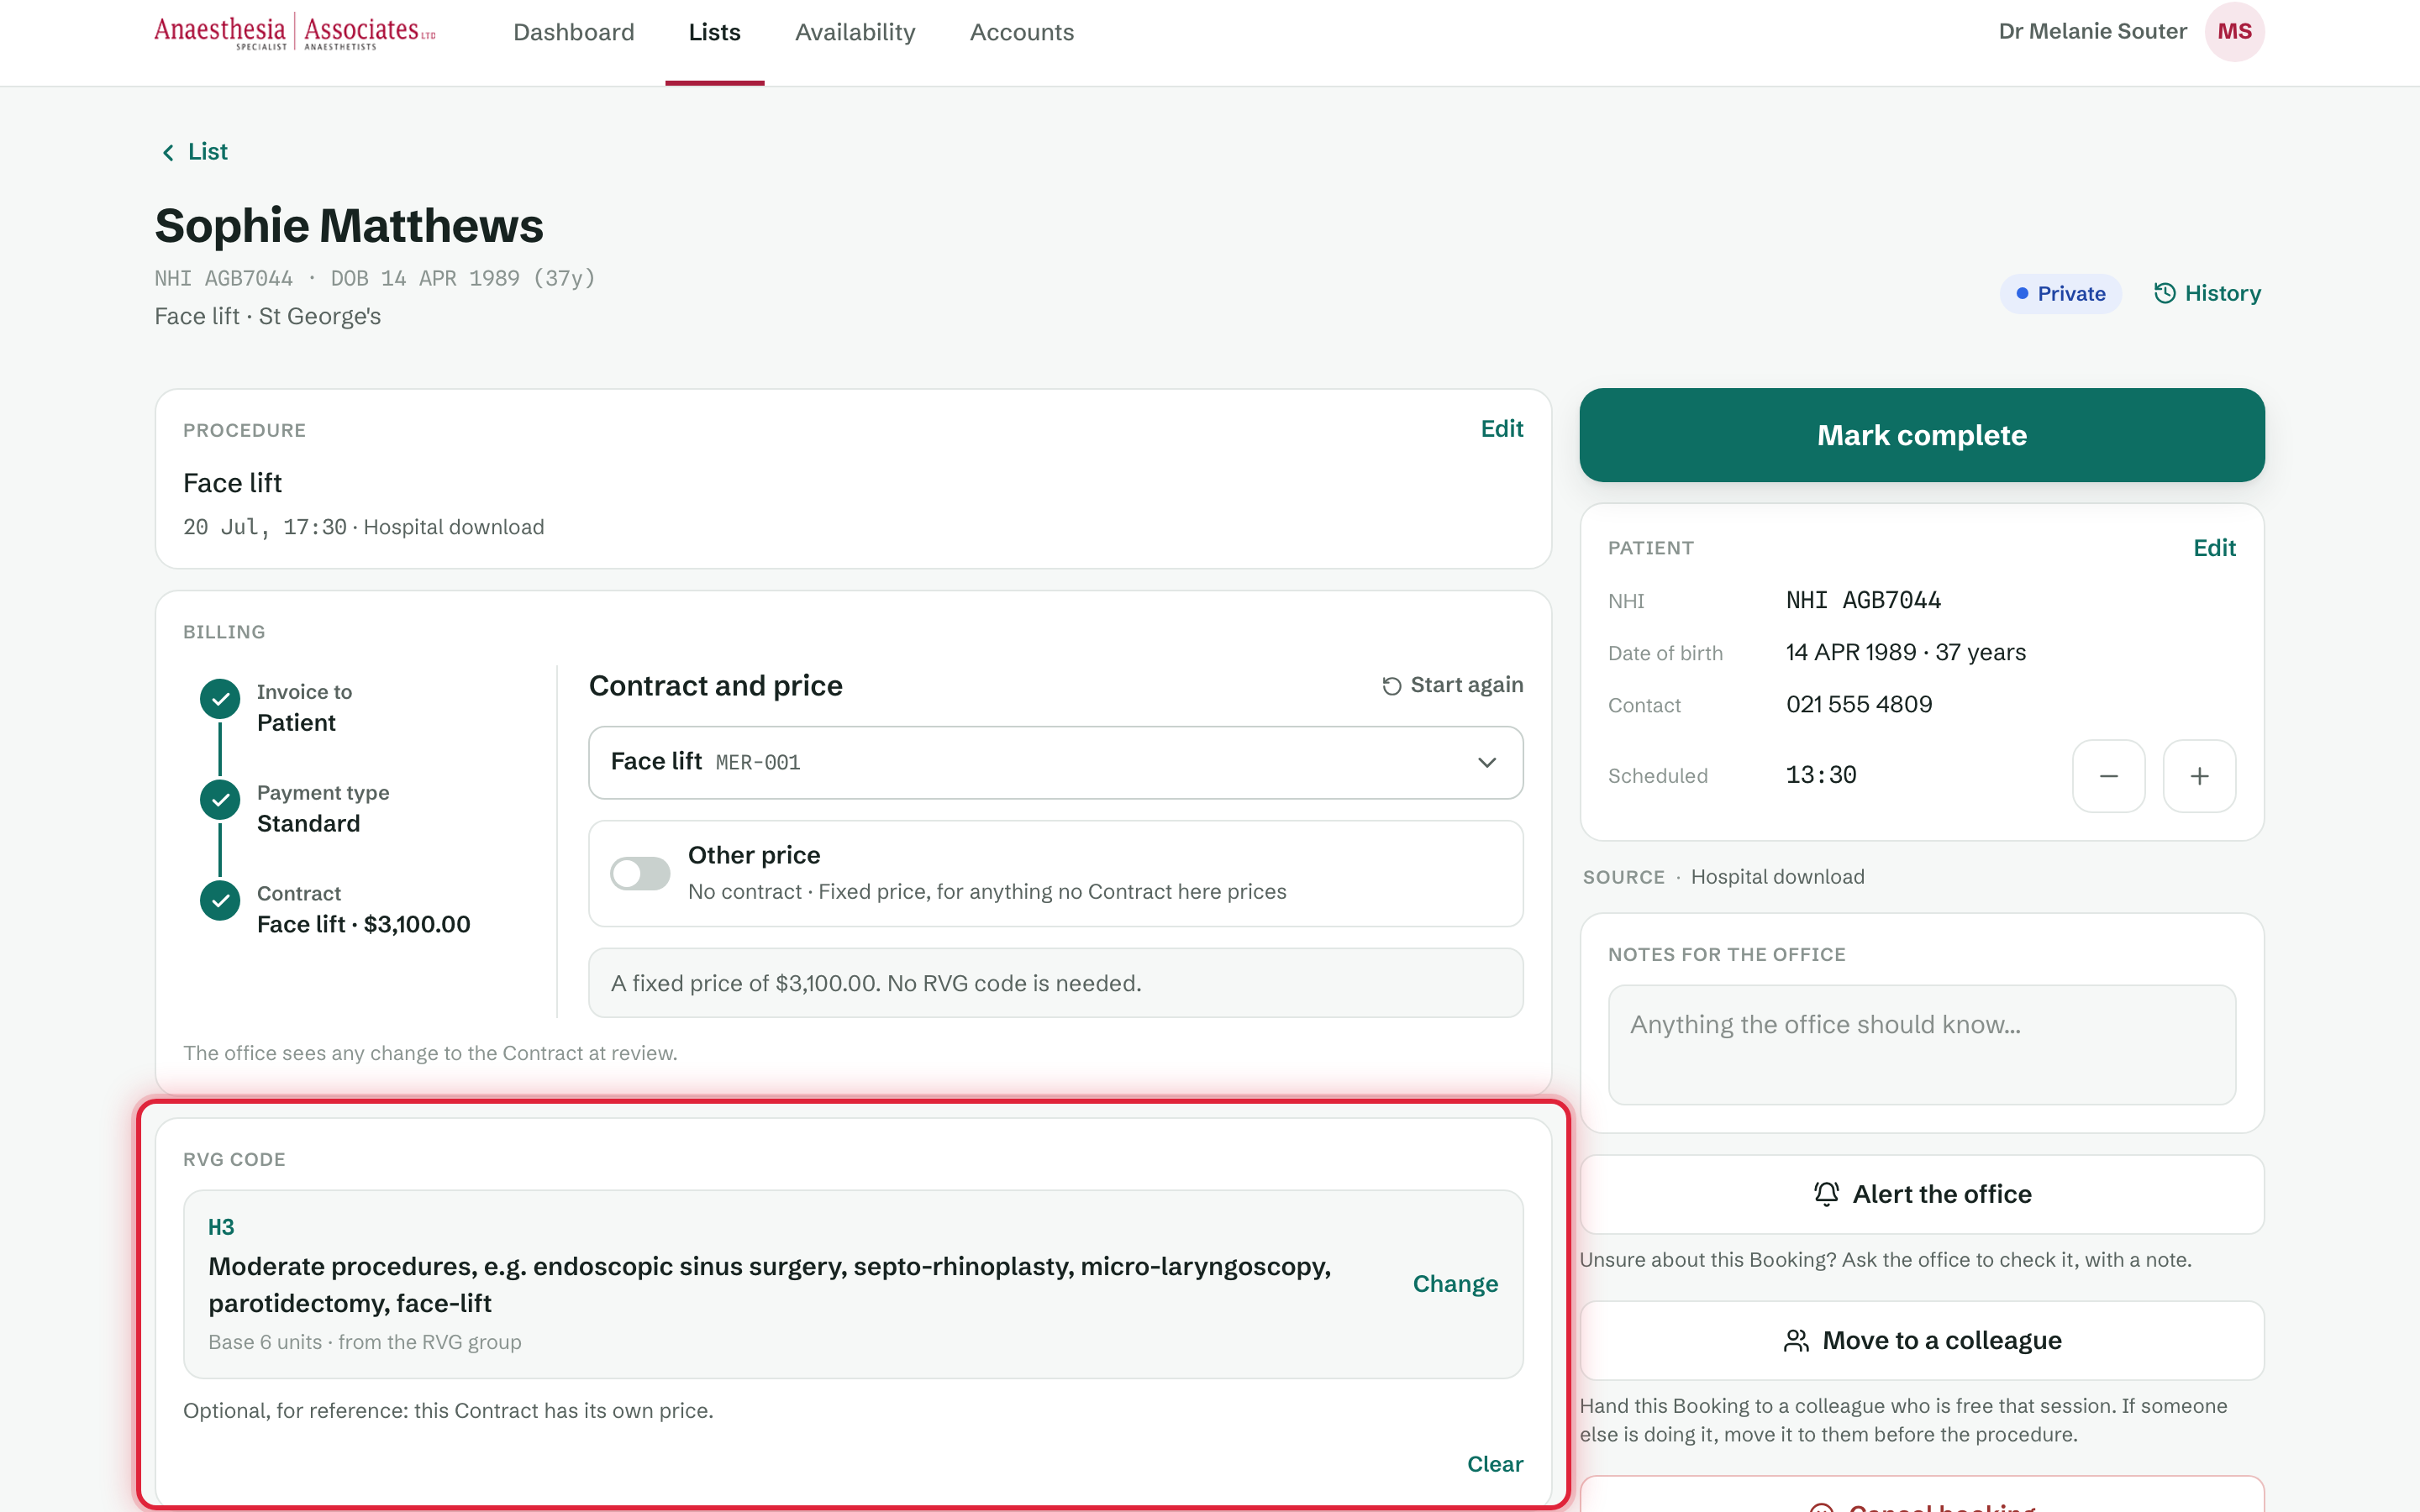 Anaesthesia | Associates LTD
SPECIALIST ANAESTHETISTS
Dashboard
Lists
Availability
Accounts
Dr Melanie Souter
MS
List
Sophie Matthews
NHI AGB7044 · DOB 14 APR 1989 (37y)
Face lift · St George's
Private
History
PROCEDURE
Edit
Face lift
20 Jul, 17:30 · Hospital download
BILLING
Invoice to
Patient
Payment type
Standard
Contract
Face lift · $3,100.00
Contract and price
Start again
Face lift MER-001
Other price
No contract · Fixed price, for anything no Contract here prices
A fixed price of $3,100.00. No RVG code is needed.
The office sees any change to the Contract at review.
RVG CODE
H3
Moderate procedures, e.g. endoscopic sinus surgery, septo-rhinoplasty, micro-laryngoscopy,
parotidectomy, face-lift
Base 6 units · from the RVG group
Change
Optional, for reference: this Contract has its own price.
Clear
Mark complete
PATIENT
Edit
NHI
NHI AGB7044
Date of birth
14 APR 1989 · 37 years
Contact
021 555 4809
Scheduled
13:30
SOURCE · Hospital download
NOTES FOR THE OFFICE
Anything the office should know...
Alert the office
Unsure about this Booking? Ask the office to check it, with a note.
Move to a colleague
Hand this Booking to a colleague who is free that session. If someone
else is doing it, move it to them before the procedure.
Cancel booking